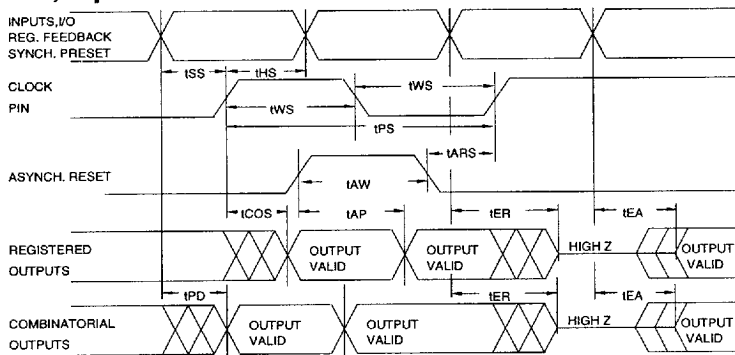 INPUTS,I/O
REG. FEEDBACK
SYNCH. PRESET
tSS
tHS
CLOCK
PIN
tWS
tWS
tPS
tARS
ASYNCH. RESET
tAW
tCOS
tAP
tER
tEA
REGISTERED
OUTPUTS
OUTPUT
VALID
OUTPUT
VALID
HIGH Z
OUTPUT
VALID
tPD
tER
tEA
COMBINATORIAL
OUTPUTS
OUTPUT
VALID
OUTPUT
VALID
HIGH Z
OUTPUT
VALID